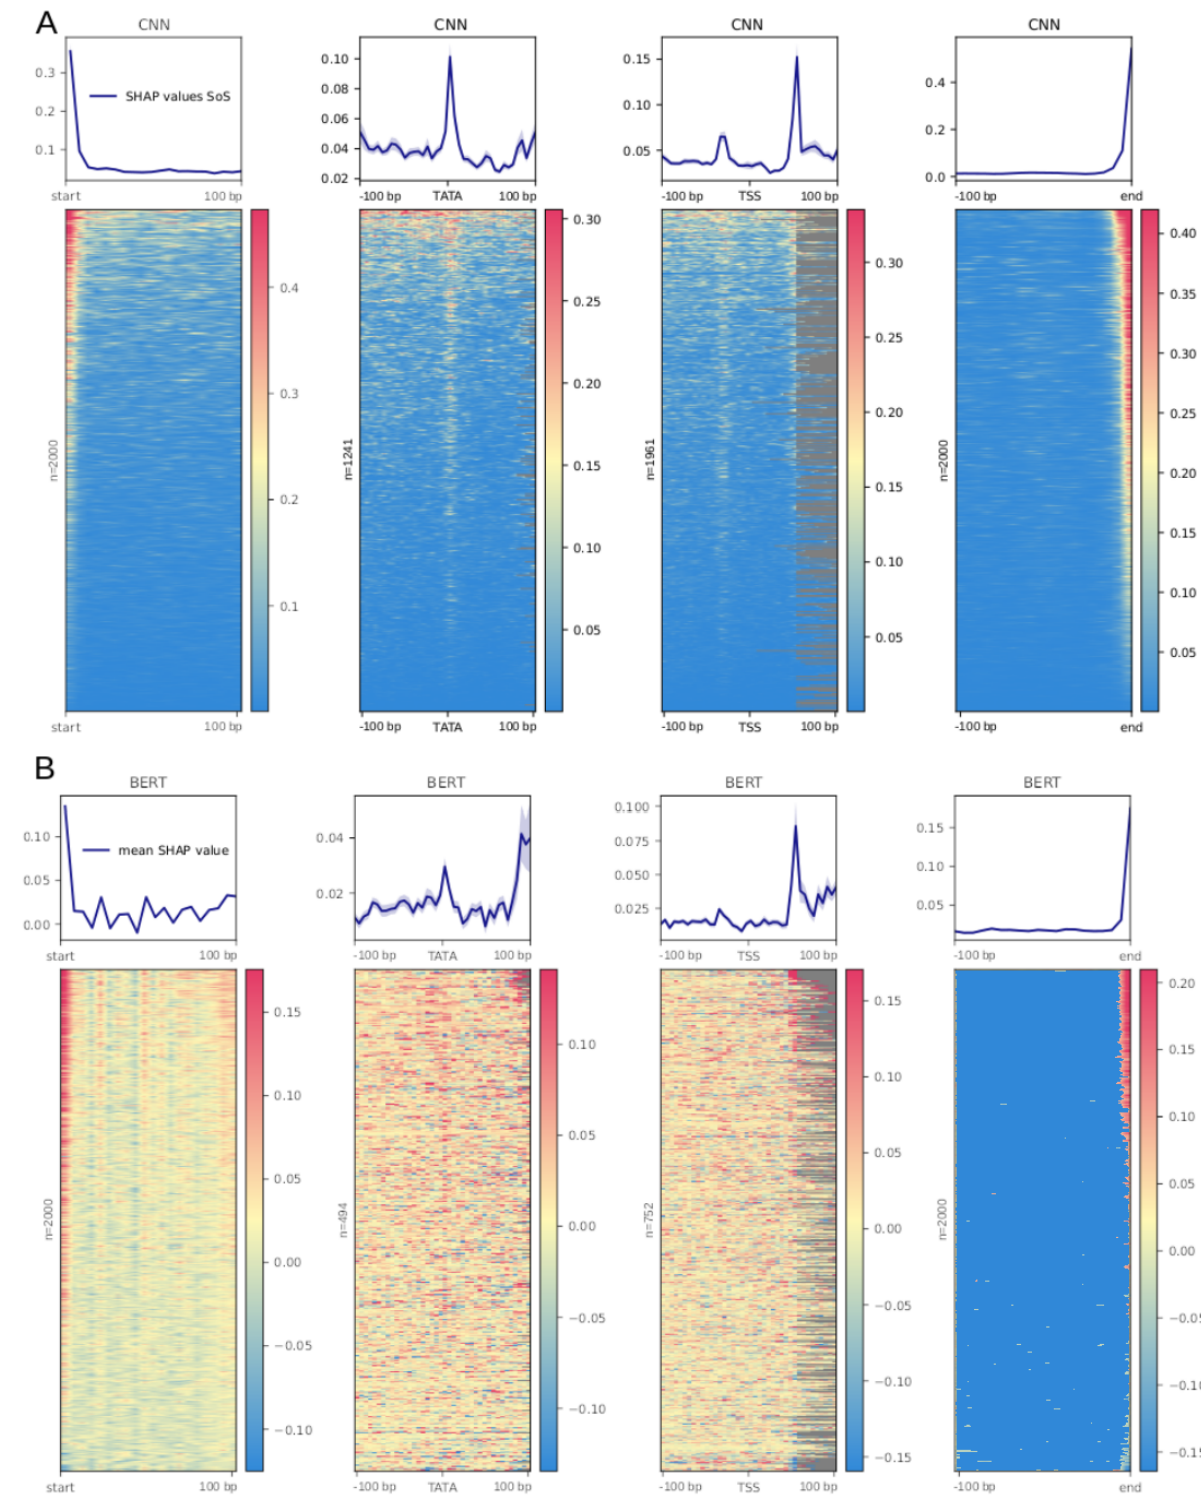 A
CNN
CNN
CNN
CNN
0.3
0.2
0.1
SHAP values SoS
start
100 bp
0.10
0.08
0.06
0.04
0.02
-100 bp
TATA
100 bp
0.15
0.10
0.05
-100 bp
TSS
100 bp
0.4
0.2
0.0
-100 bp
end
n=2000
0.4
0.3
0.2
0.1
start
100 bp
n=1241
0.30
0.25
0.20
0.15
0.10
0.05
-100 bp
TATA
100 bp
n=1961
0.30
0.25
0.20
0.15
0.10
0.05
-100 bp
TSS
100 bp
n=2000
0.40
0.35
0.30
0.25
0.20
0.15
0.10
0.05
-100 bp
end
B
BERT
BERT
BERT
BERT
0.10
0.05
0.00
mean SHAP value
start
100 bp
0.04
0.02
-100 bp
TATA
100 bp
0.100
0.075
0.050
0.025
-100 bp
TSS
100 bp
0.15
0.10
0.05
-100 bp
end
n=2000
0.15
0.10
0.05
0.00
−0.05
−0.10
start
100 bp
n=494
0.10
0.05
0.00
−0.05
−0.10
-100 bp
TATA
100 bp
n=752
0.15
0.10
0.05
0.00
−0.05
−0.10
−0.15
-100 bp
TSS
100 bp
n=2000
0.20
0.15
0.10
0.05
0.00
−0.0
−0.1
−0.1
-100 bp
end